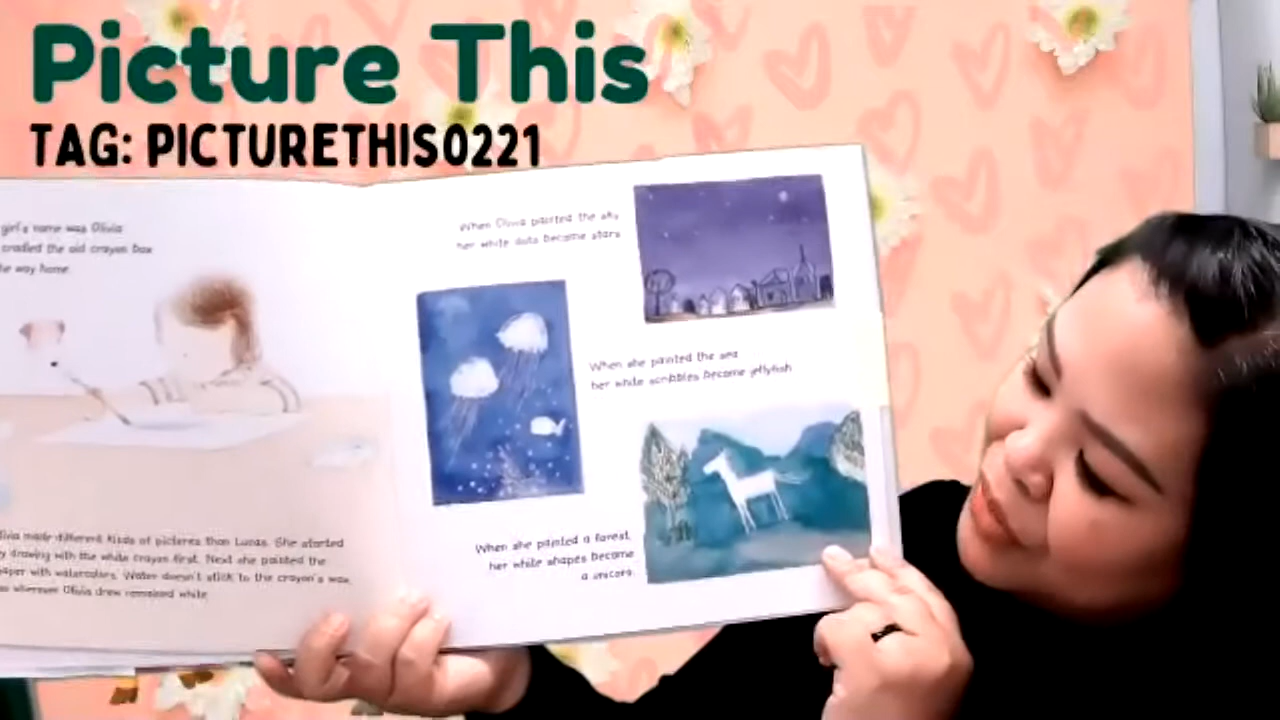 Picture This
TAG: PICTURETHIS0221
girl's name was Olivia
cradled the old crayon box
he way home.
livia made different kinds of pictures than Lucas. She started
y drawing with the white crayon first. Next she painted the
aper with watercolors. Water doesn't stick to the crayon's wax,
so wherever Olivia drew remained white.
When Olivia painted the sky
her white dots became stars
When she painted the sea
her white scribbles became jellyfish
When she painted a forest,
her white shapes became
a unicorn.